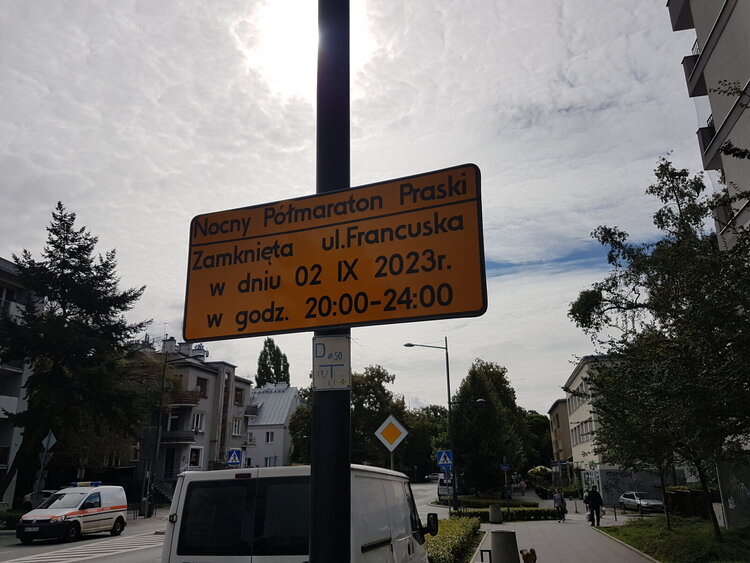 Nocny Półmaraton Praski
Zamknięta ul.Francuska
w dniu 02 IX 2023r.
w godz. 20:00-24:00
D